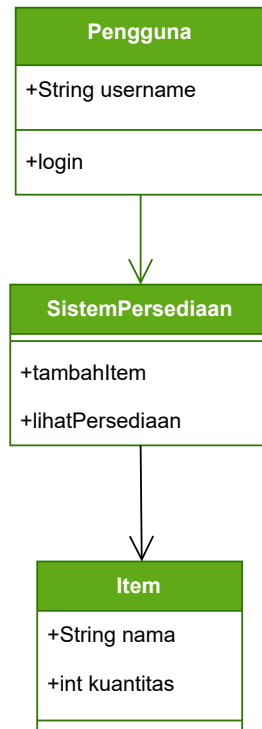 Pengguna
+String username
+login
SistemPersediaan
+tambahItem
+lihatPersediaan
Item
+String nama
+int kuantitas